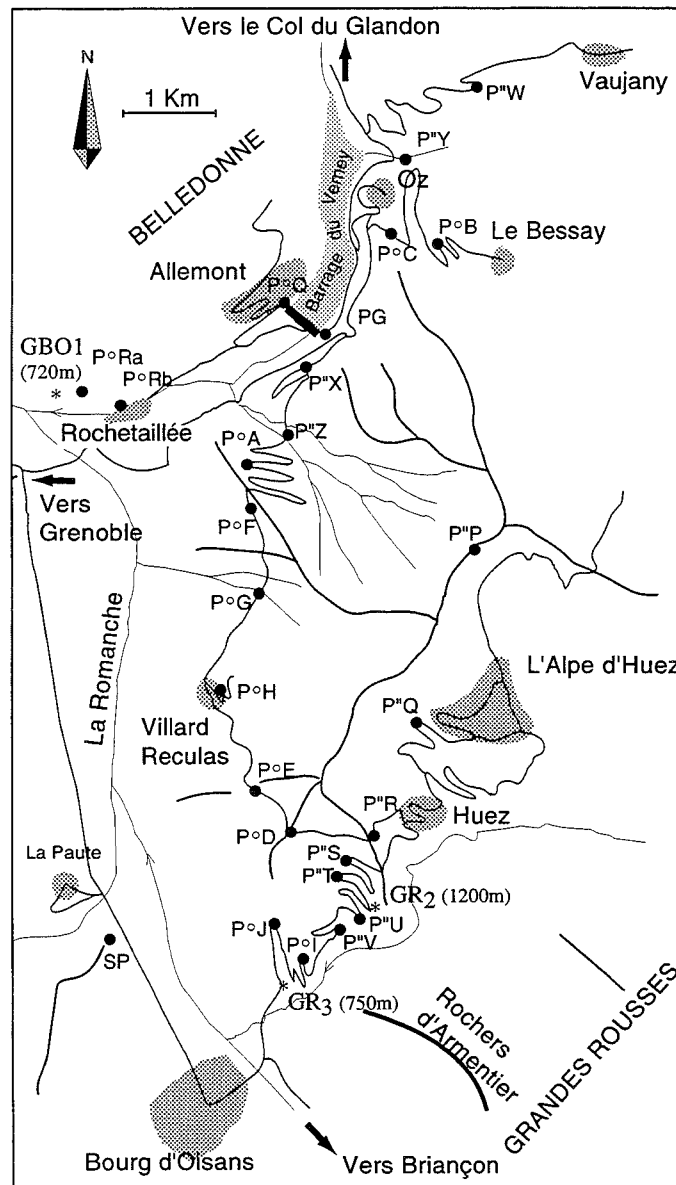 Vers le Col du Glandon
N
1 Km
Vaujany
P"W
BELLEDONNE
P"Y
Oz
Barrage du Verney
P°B
Le Bessay
P°C
Allemont
P°Q
PG
GBO1
(720m)
P°Ra
P°Rb
P"X
Rochetaillée
P"Z
P°A
Vers
Grenoble
P°F
P"P
P°G
La Romanche
L'Alpe d'Huez
P°H
P"Q
Villard
Reculas
P°E
P"R
Huez
P°D
La Paute
P"S
P"T
GR2 (1200m)
P"U
P°J
P"V
P°I
SP
GR3 (750m)
Rochers
d'Armentier
GRANDES ROUSSES
Bourg d'Oisans
Vers Briançon